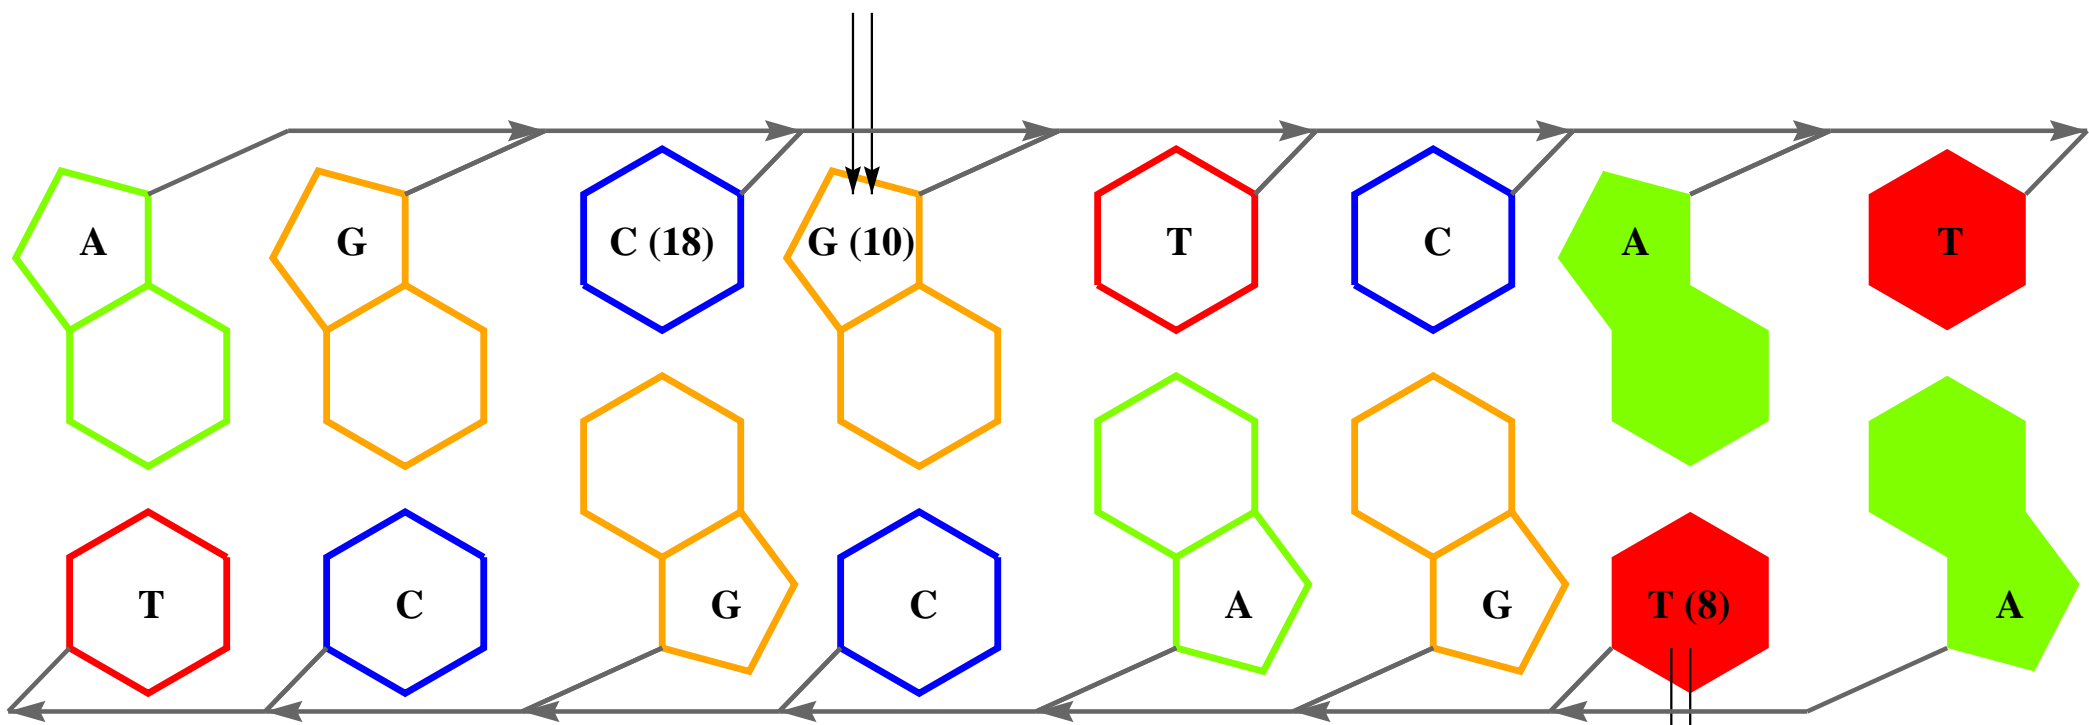 A G C (18) G (10) T C A T
T C G C A G T (8) A